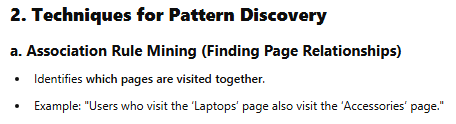 2. Techniques for Pattern Discovery
a. Association Rule Mining (Finding Page Relationships)
• Identifies which pages are visited together.
• Example: "Users who visit the ‘Laptops’ page also visit the ‘Accessories’ page."